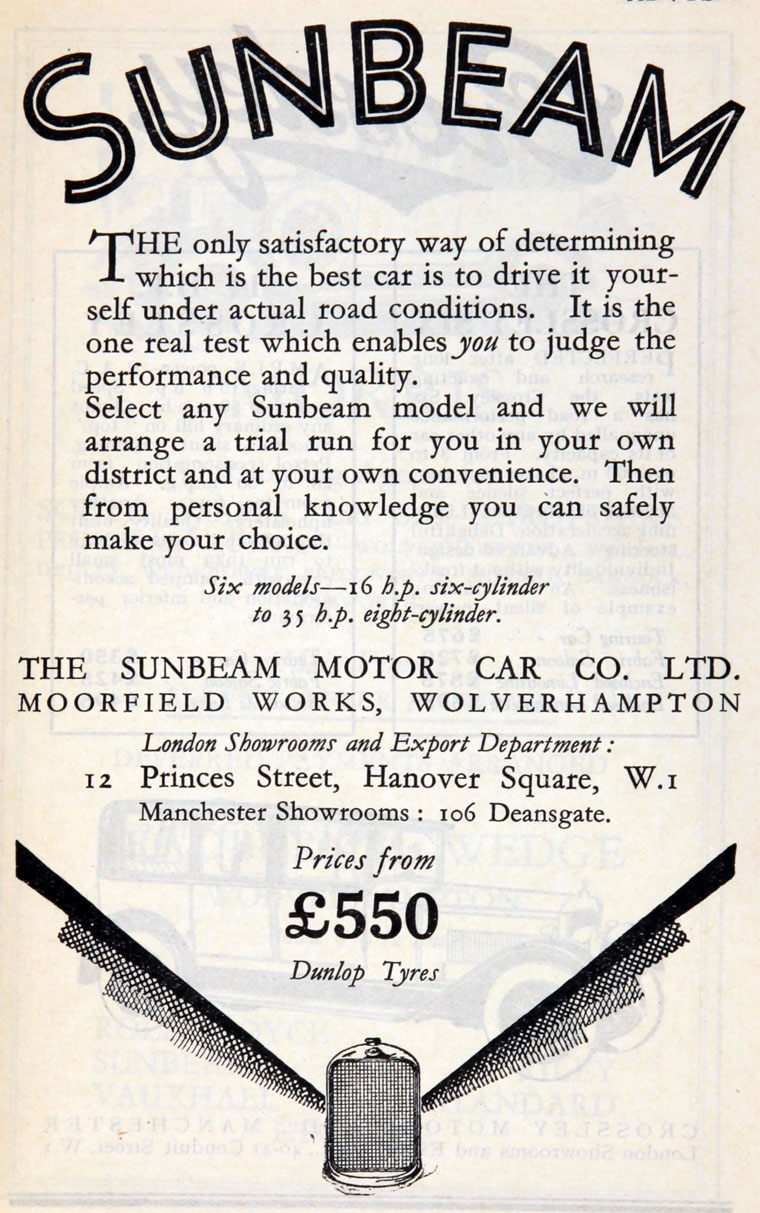 SUNBEAM
THE only satisfactory way of determining
which is the best car is to drive it your-
self under actual road conditions. It is the
one real test which enables you to judge the
performance and quality.
Select any Sunbeam model and we will
arrange a trial run for you in your own
district and at your own convenience. Then
from personal knowledge you can safely
make your choice.
Six models—16 h.p. six-cylinder
to 35 h.p. eight-cylinder.
THE SUNBEAM MOTOR CAR CO. LTD.
MOORFIELD WORKS, WOLVERHAMPTON
London Showrooms and Export Department :
12 Princes Street, Hanover Square, W.1
Manchester Showrooms : 106 Deansgate.
Prices from
£550
Dunlop Tyres